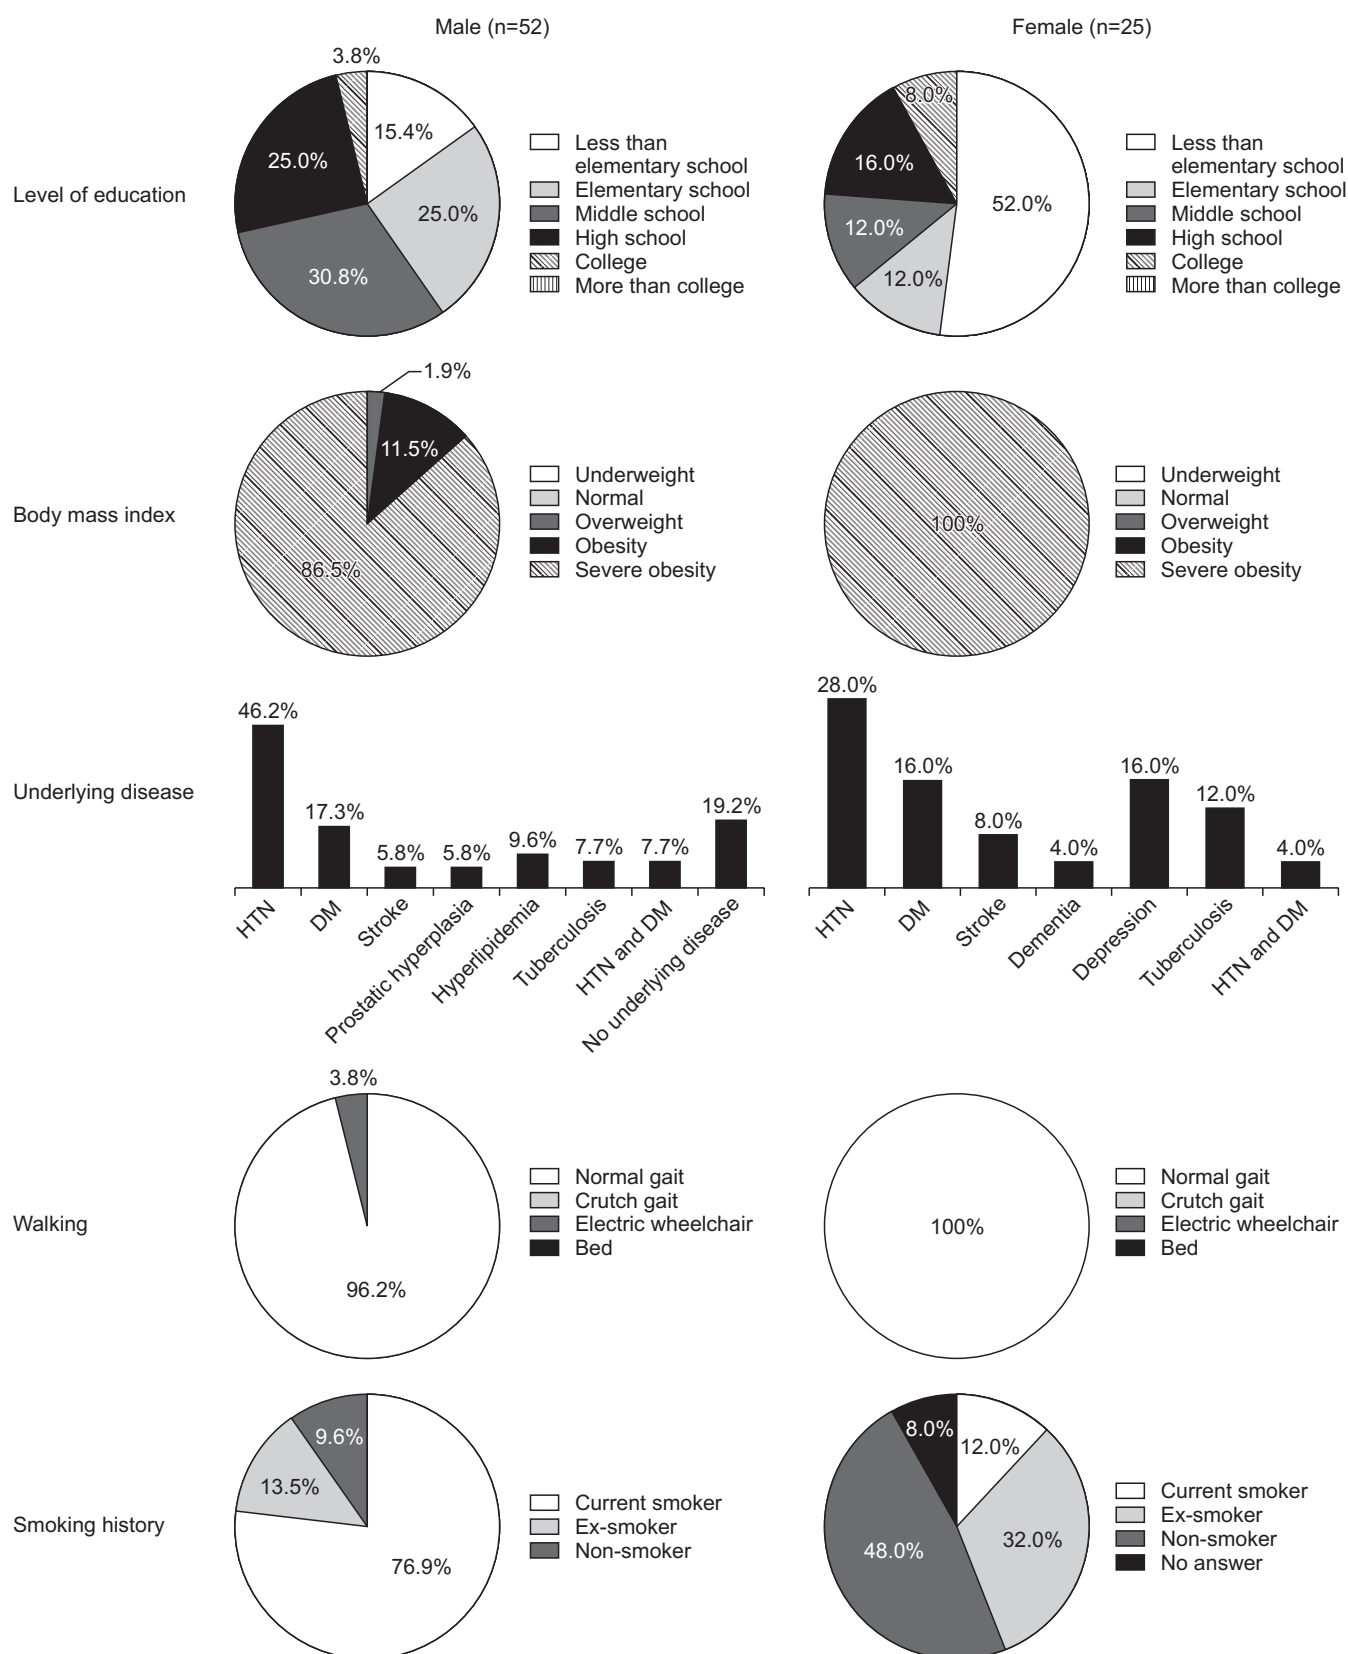 Male (n=52)
Female (n=25)
Level of education
3.8%
15.4%
25.0%
25.0%
30.8%
Less than
elementary school
Elementary school
Middle school
High school
College
More than college
8.0%
16.0%
52.0%
12.0%
12.0%
Less than
elementary school
Elementary school
Middle school
High school
College
More than college
Body mass index
1.9%
11.5%
86.5%
Underweight
Normal
Overweight
Obesity
Severe obesity
100%
Underweight
Normal
Overweight
Obesity
Severe obesity
Underlying disease
46.2%
17.3%
5.8%
5.8%
9.6%
7.7%
7.7%
19.2%
HTN
DM
Stroke
Prostatic hyperplasia
Hyperlipidemia
Tuberculosis
HTN and DM
No underlying disease
28.0%
16.0%
8.0%
4.0%
16.0%
12.0%
4.0%
HTN
DM
Stroke
Dementia
Depression
Tuberculosis
HTN and DM
Walking
3.8%
96.2%
Normal gait
Crutch gait
Electric wheelchair
Bed
100%
Normal gait
Crutch gait
Electric wheelchair
Bed
Smoking history
9.6%
13.5%
76.9%
Current smoker
Ex-smoker
Non-smoker
8.0%
12.0%
32.0%
48.0%
Current smoker
Ex-smoker
Non-smoker
No answer